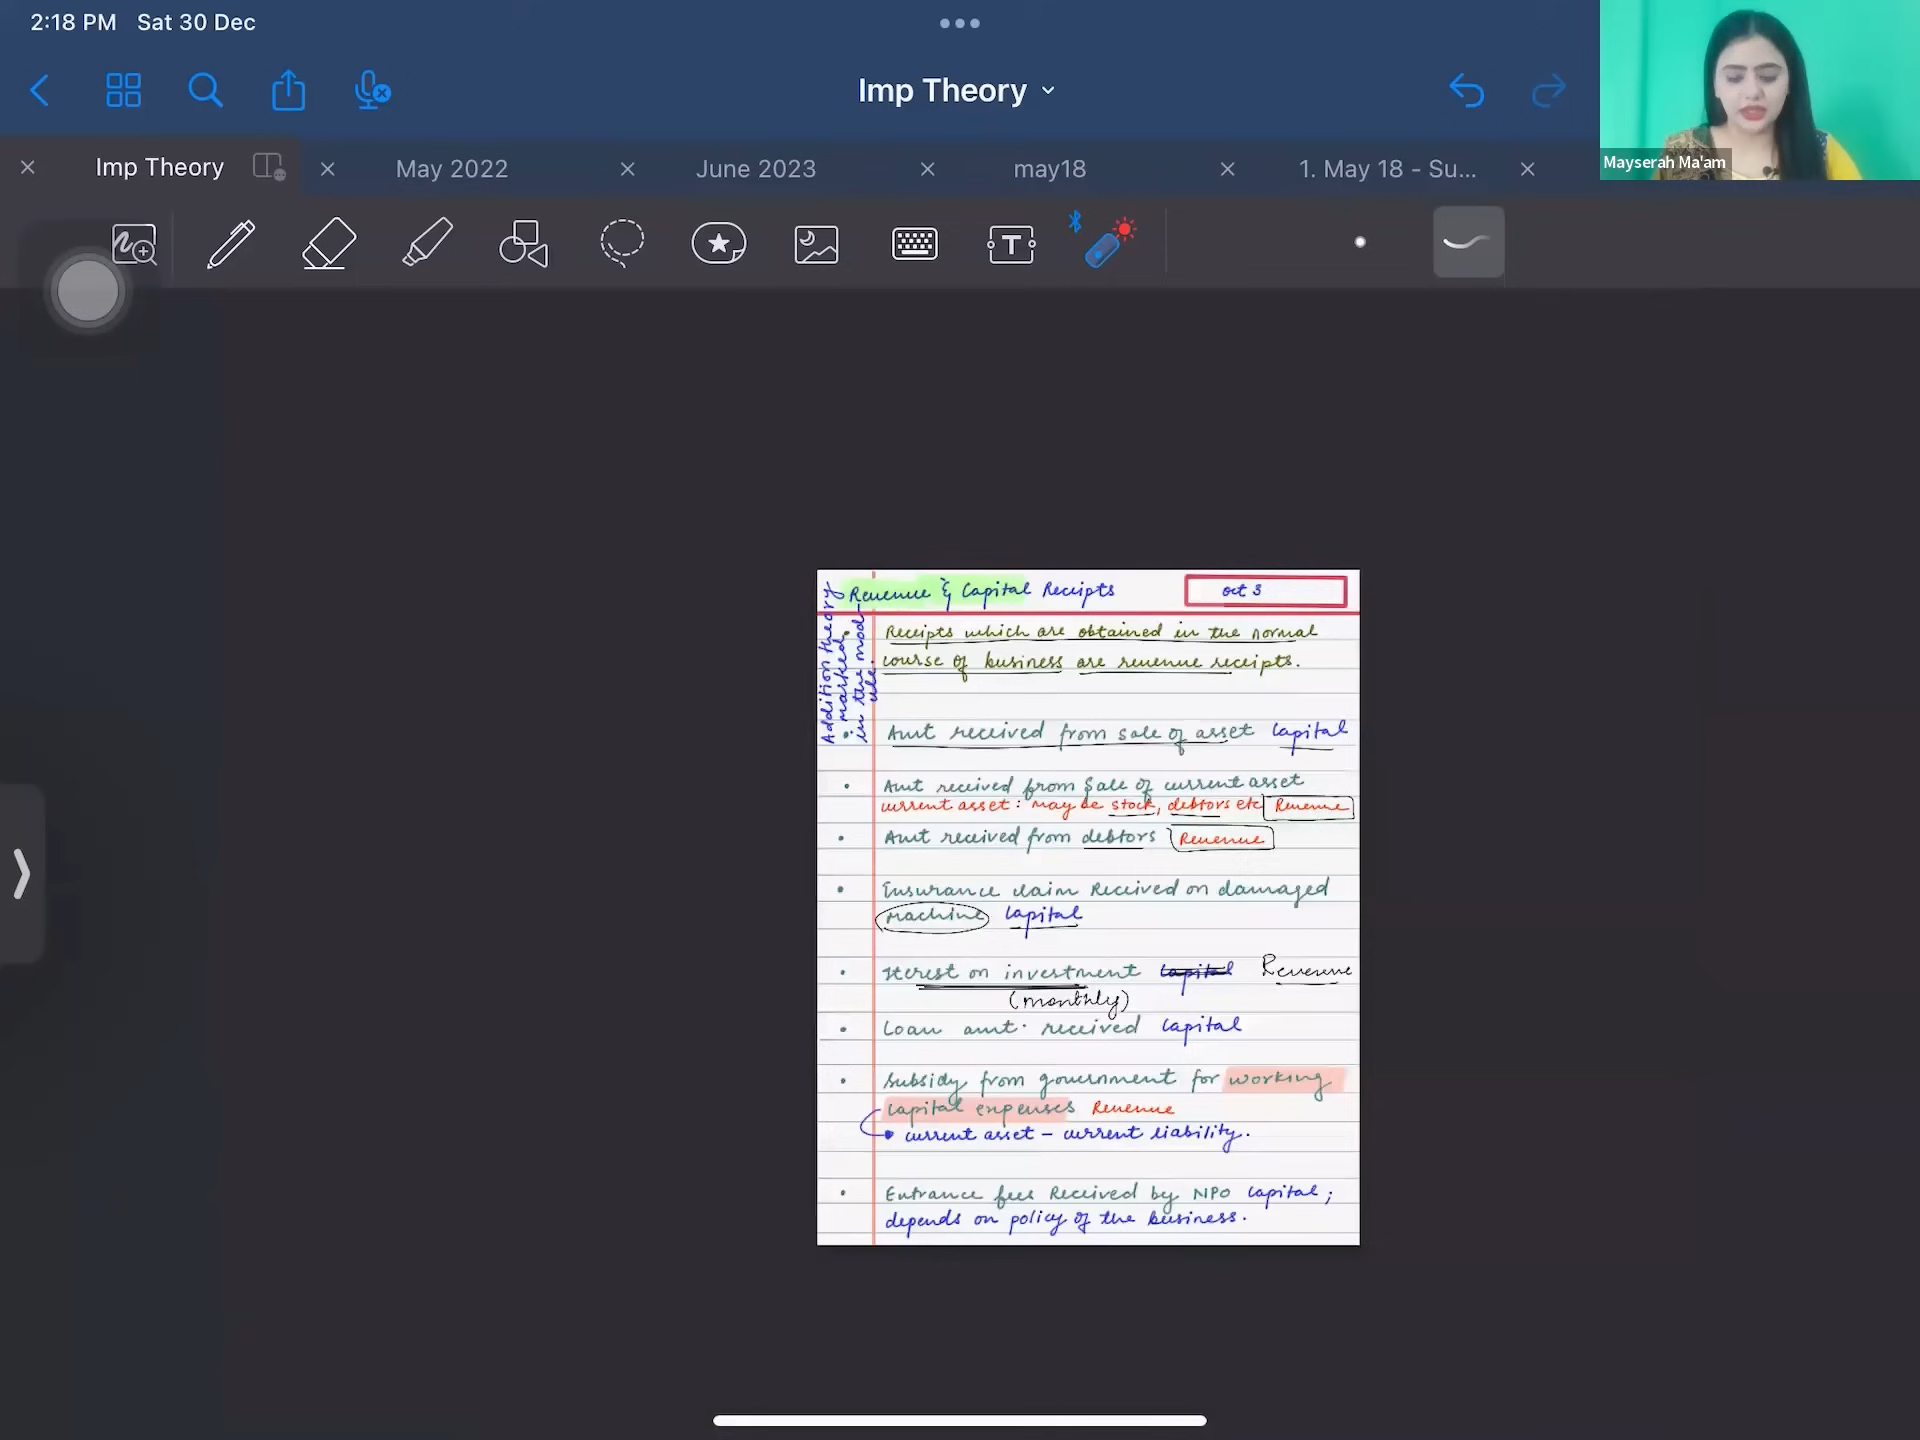 2:18 PM Sat 30 Dec
Imp Theory
Mayserah Ma'am
Imp Theory
May 2022
June 2023
may18
1. May 18 - Su...
T
Revenue & Capital Receipts
oct 3
Addition theory
marked
in the mod-
ule.
Receipts which are obtained in the normal
course of business are revenue receipts.
Amt received from sale of asset Capital
Amt received from sale of current asset
current asset: may be stock, debtors etc Revenue
Amt received from debtors Revenue
Insurance claim Received on damaged
machine Capital
Iterest on investment Capital Revenue
(monthly)
Loan amt. received Capital
Subsidy from government for working
capital expenses Revenue
current asset - current liability.
Entrance fees Received by NPO Capital;
depends on policy of the business.